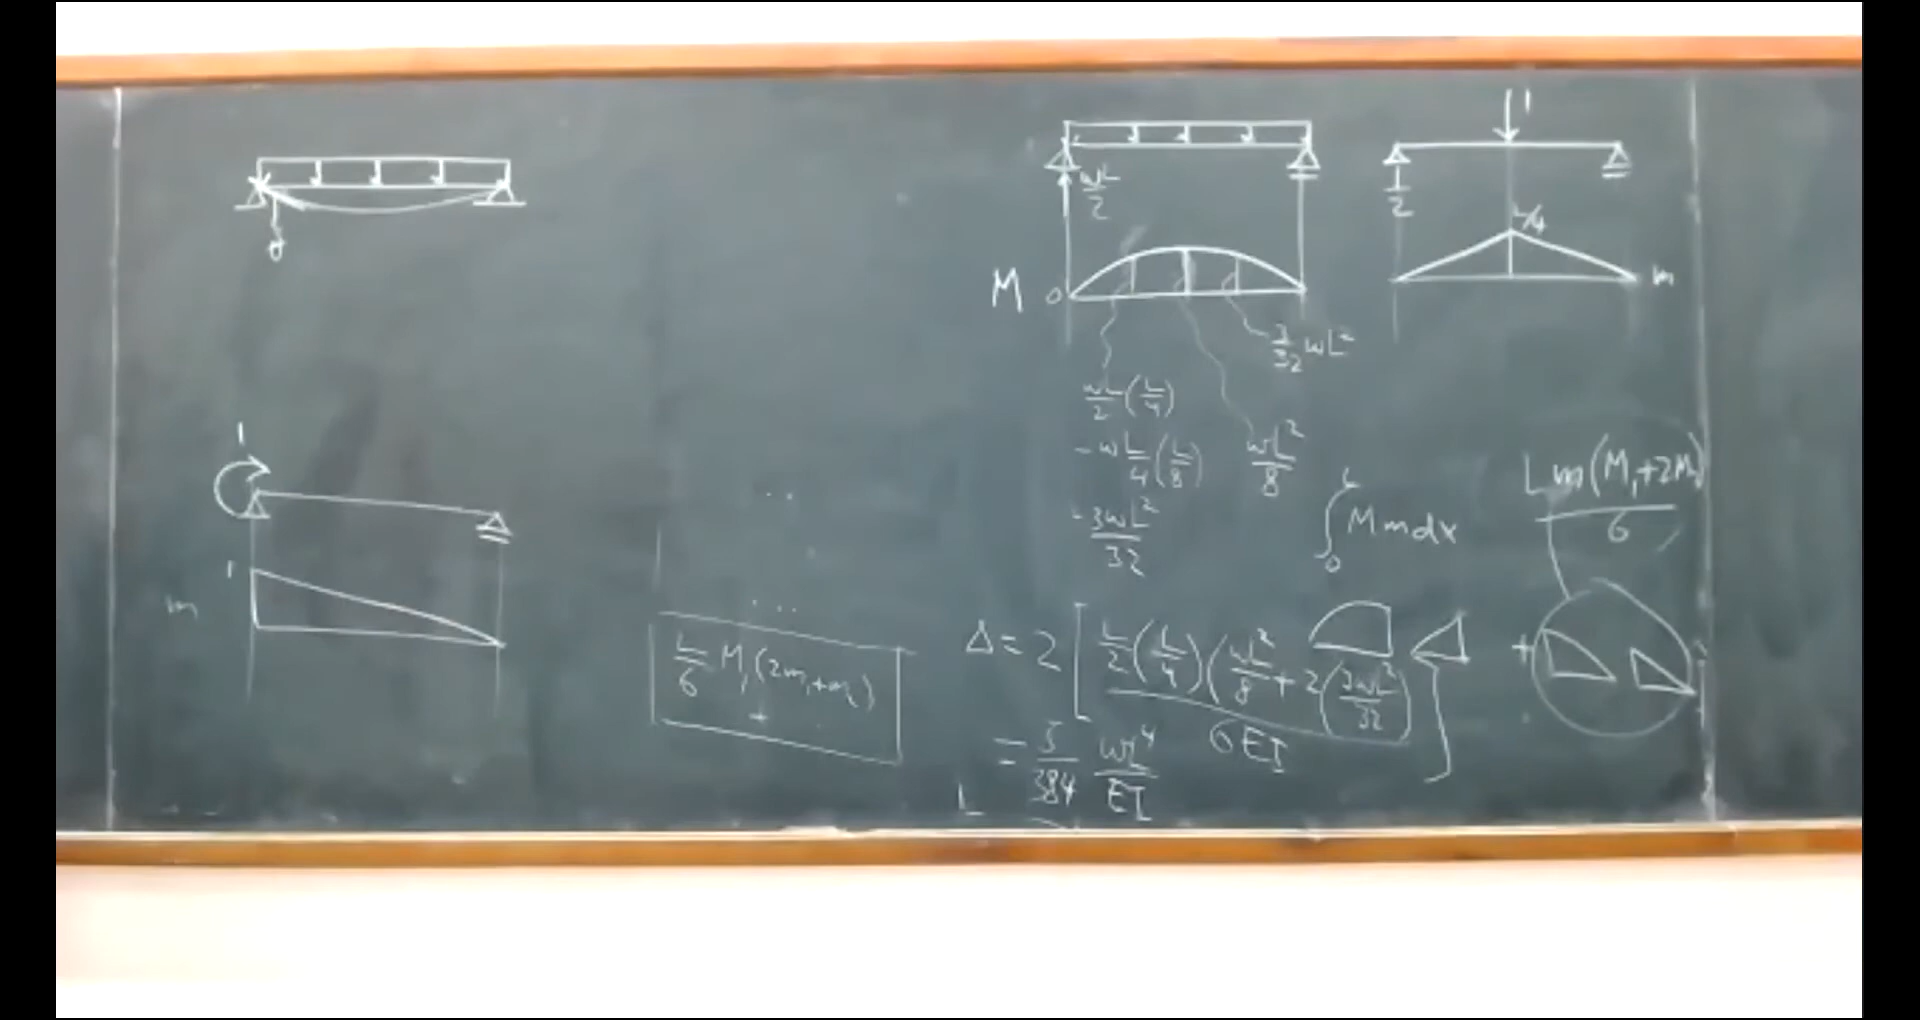 θ
1
1
m
L/6 M₁(2m₁+m₂)
wL/2
M
0
wL/2 (L/4)
- wL/4 (L/8)
3wL²/32
wL²/8
3/32 wL²
1
1/2
L/4
m
∫₀ᴸ M m dx
L m(M₁+2M
6
Δ = 2 [ L/2 (L/4) (wL²/8 + 2(3wL²/32)) / 6EI ]
+
= 5/384 wL⁴/EI
L